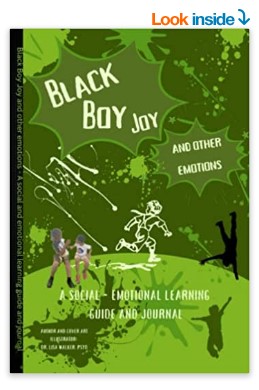 Look inside
Black Boy Joy and other emotions - A social and emotional learning guide and journal
BLACK
BOY JOY
AND OTHER
EMOTIONS
A SOCIAL - EMOTIONAL LEARNING
GUIDE AND JOURNAL
AUTHOR AND COVER ART
ILLUSTRATOR:
DR. LISA WALKER, PSYD